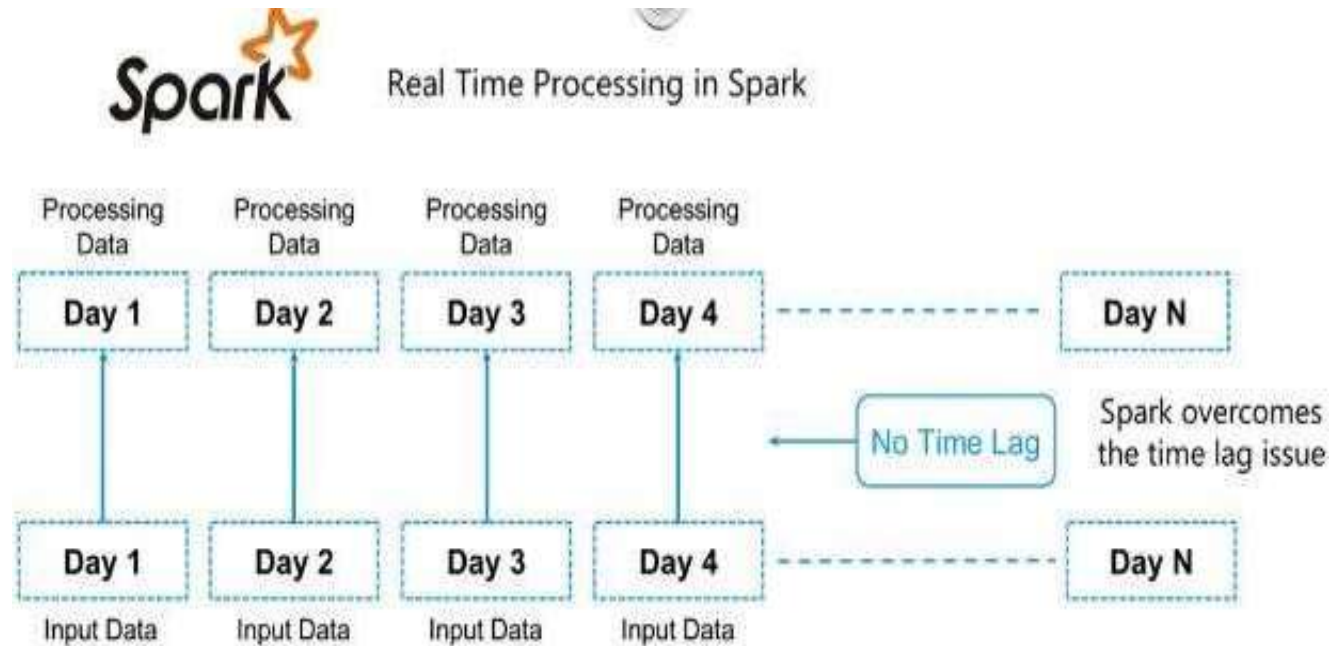 Spark
Real Time Processing in Spark
Processing Processing Processing Processing
Data Data Data Data
Day 1 Day 2 Day 3 Day 4 Day N
No Time Lag
Spark overcomes
the time lag issue
Day 1 Day 2 Day 3 Day 4 Day N
Input Data Input Data Input Data Input Data